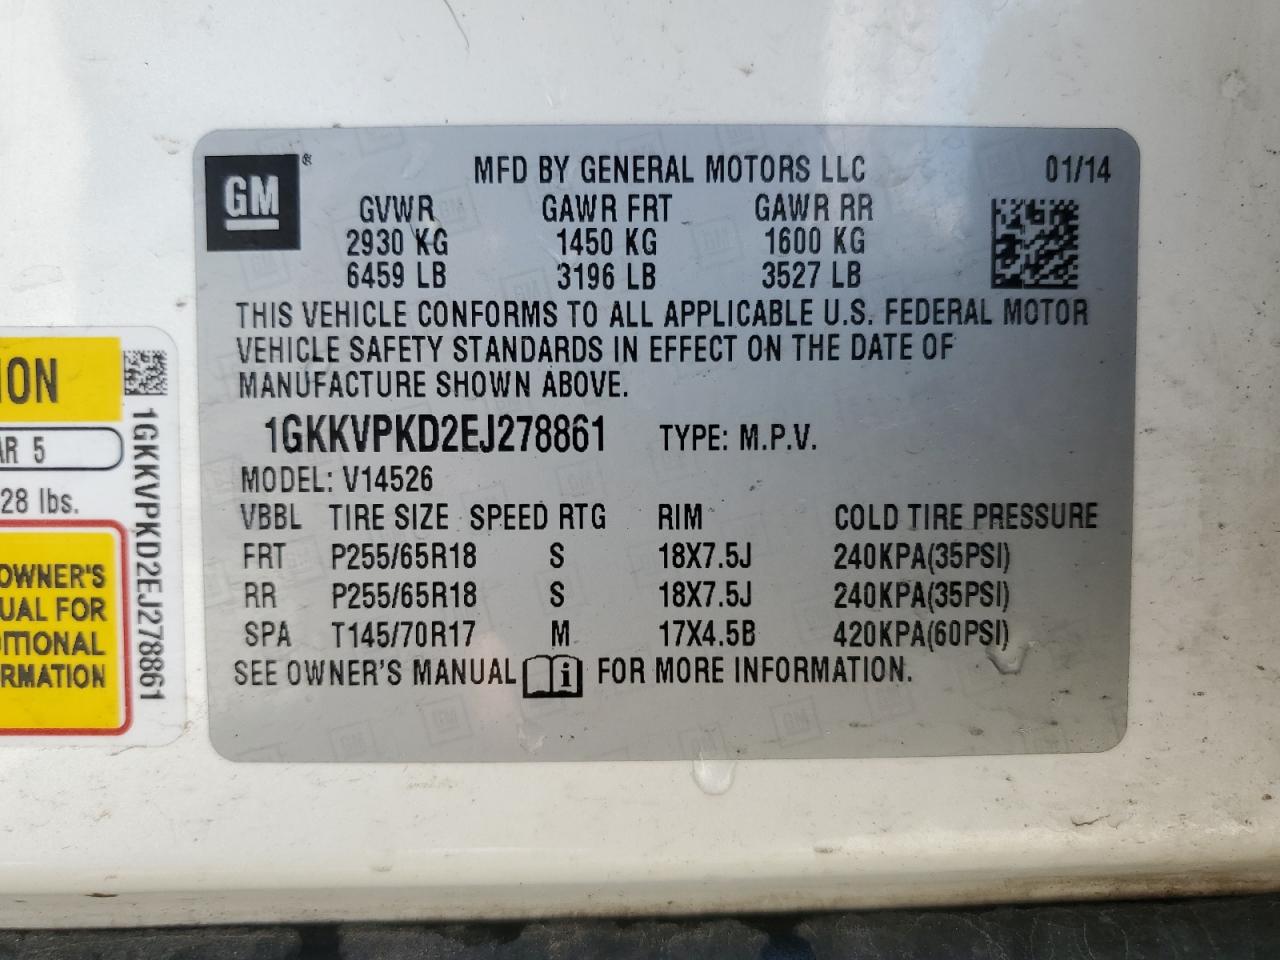 GM ®
MFD BY GENERAL MOTORS LLC 01/14
GVWR GAWR FRT GAWR RR
2930 KG 1450 KG 1600 KG
6459 LB 3196 LB 3527 LB
THIS VEHICLE CONFORMS TO ALL APPLICABLE U.S. FEDERAL MOTOR
VEHICLE SAFETY STANDARDS IN EFFECT ON THE DATE OF
MANUFACTURE SHOWN ABOVE.
1GKKVPKD2EJ278861 TYPE: M.P.V.
MODEL: V14526
VBBL TIRE SIZE SPEED RTG RIM COLD TIRE PRESSURE
FRT P255/65R18 S 18X7.5J 240KPA(35PSI)
RR P255/65R18 S 18X7.5J 240KPA(35PSI)
SPA T145/70R17 M 17X4.5B 420KPA(60PSI)
SEE OWNER'S MANUAL i FOR MORE INFORMATION.
ION
AR 5
28 lbs.
OWNER'S
UAL FOR
DITIONAL
RMATION
1GKKVPKD2EJ278861